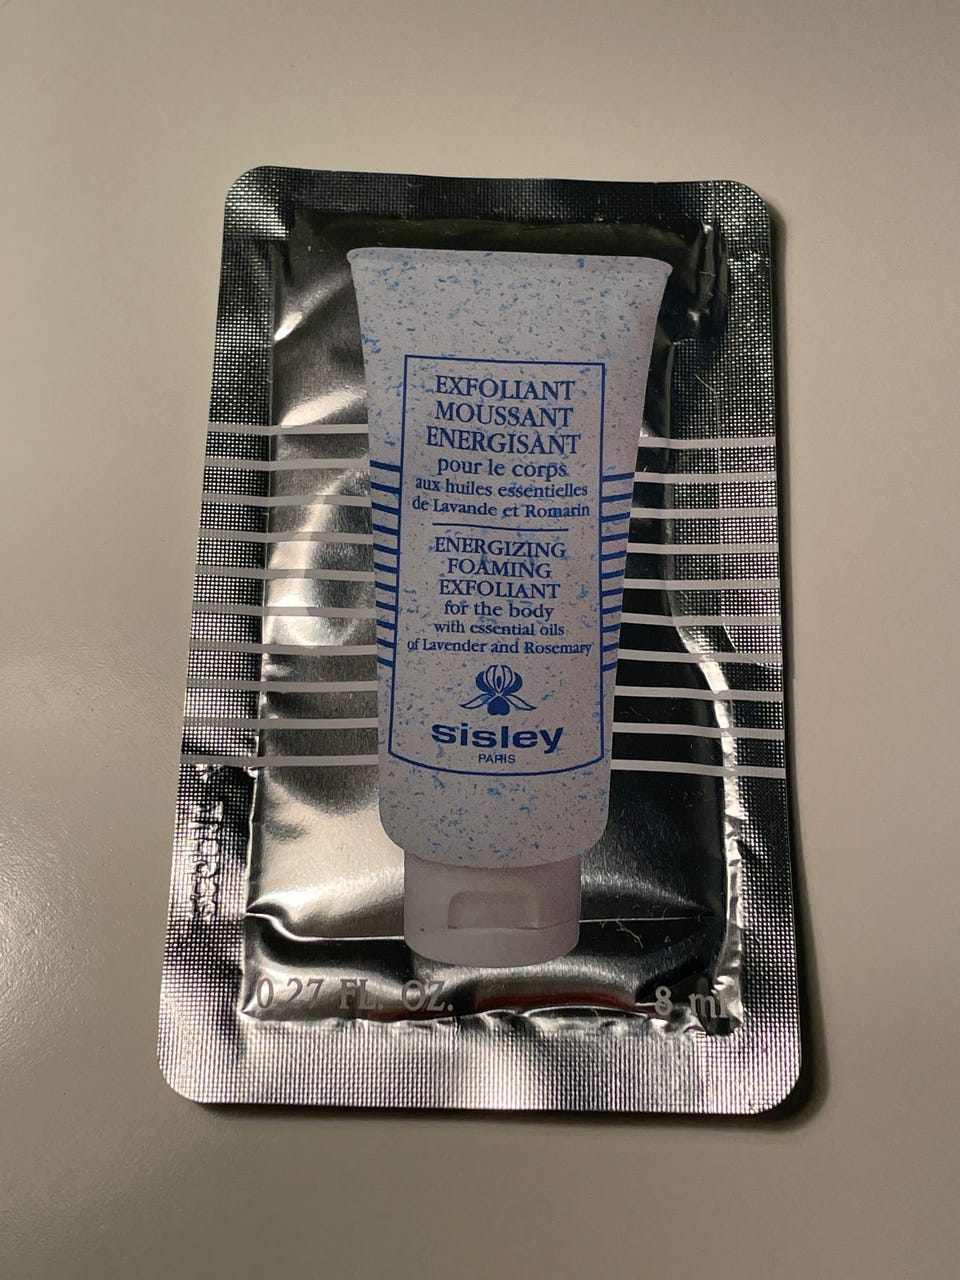 EXFOLIANT
MOUSSANT
ENERGISANT
pour le corps
aux huiles essentielles
de Lavande et Romarin
ENERGIZING
FOAMING
EXFOLIANT
for the body
with essential oils
of Lavender and Rosemary
sisley
PARIS
0.27 FL. OZ.
8 ml